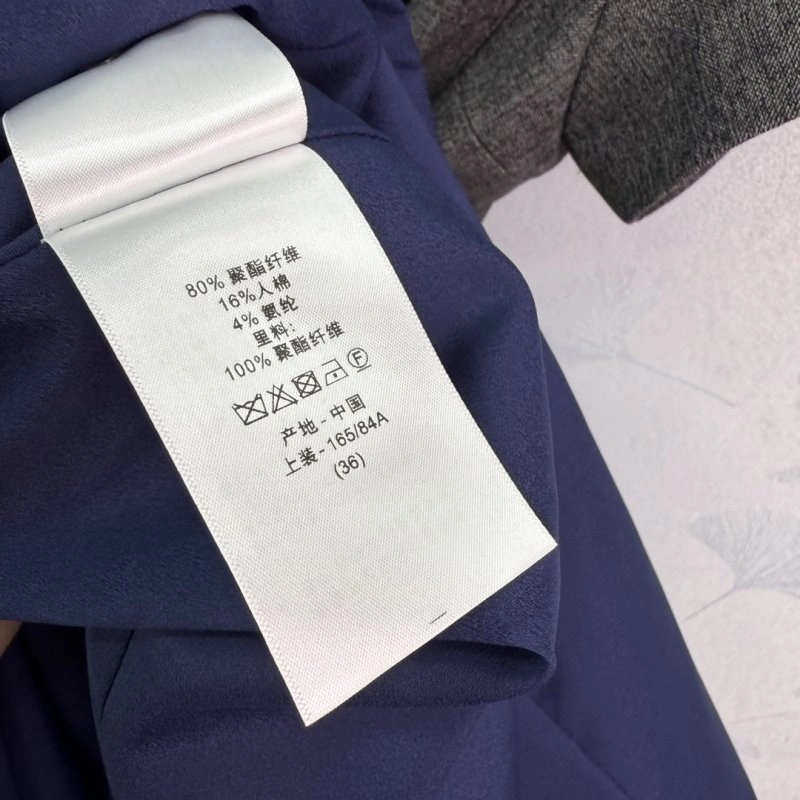 80% 聚酯纤维
16%人棉
4% 氨纶
里料:
100% 聚酯纤维
F
产地-中国
上装-165/84A
(36)